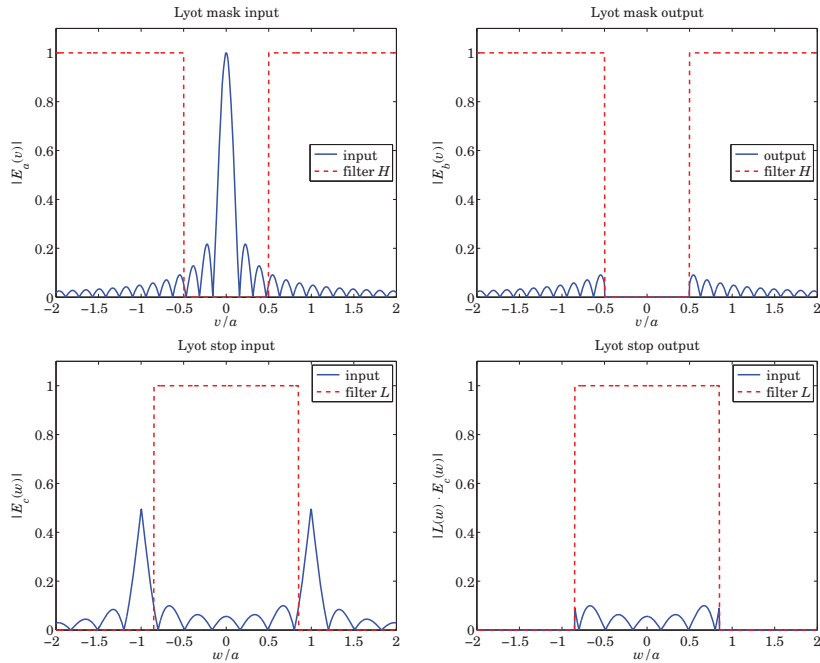 Lyot mask input
|E_a(v)|
1
0.8
0.6
0.4
0.2
0
−2 −1.5 −1 −0.5 0 0.5 1 1.5 2
v/a
input
filter H
Lyot mask output
|E_b(v)|
1
0.8
0.6
0.4
0.2
0
−2 −1.5 −1 −0.5 0 0.5 1 1.5 2
v/a
output
filter H
Lyot stop input
|E_c(w)|
1
0.8
0.6
0.4
0.2
0
−2 −1.5 −1.0 −0.5 0 0.5 1 1.5 2
w/a
input
filter L
Lyot stop output
|L(w) · E_c(w)|
1
0.8
0.6
0.4
0.2
0
−2 −1.5 −1.0 −0.5 0 0.5 1 1.5 2
w/a
input
filter L